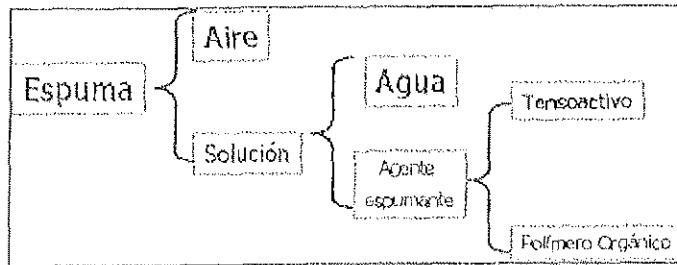 Espuma
Aire
Solución
Agua
Agente
espumante
Tensoactivo
Polímero Orgánico